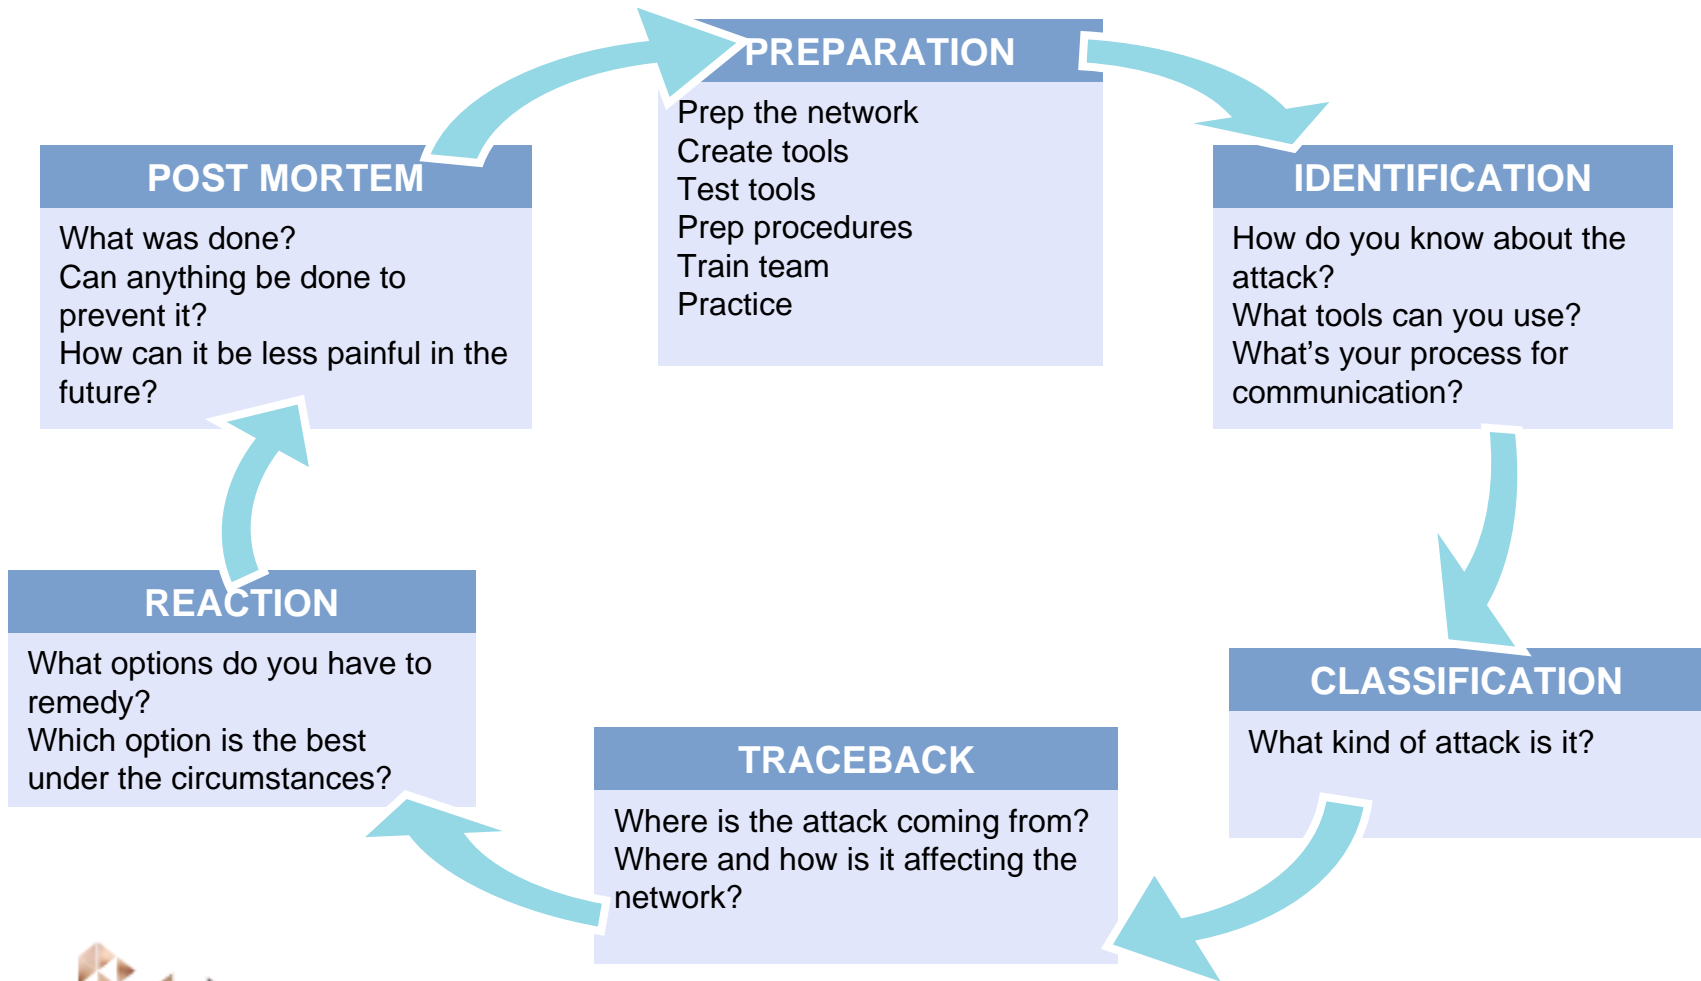 PREPARATION
Prep the network
Create tools
Test tools
Prep procedures
Train team
Practice
IDENTIFICATION
How do you know about the
attack?
What tools can you use?
What’s your process for
communication?
CLASSIFICATION
What kind of attack is it?
TRACEBACK
Where is the attack coming from?
Where and how is it affecting the
network?
REACTION
What options do you have to
remedy?
Which option is the best
under the circumstances?
POST MORTEM
What was done?
Can anything be done to
prevent it?
How can it be less painful in the
future?